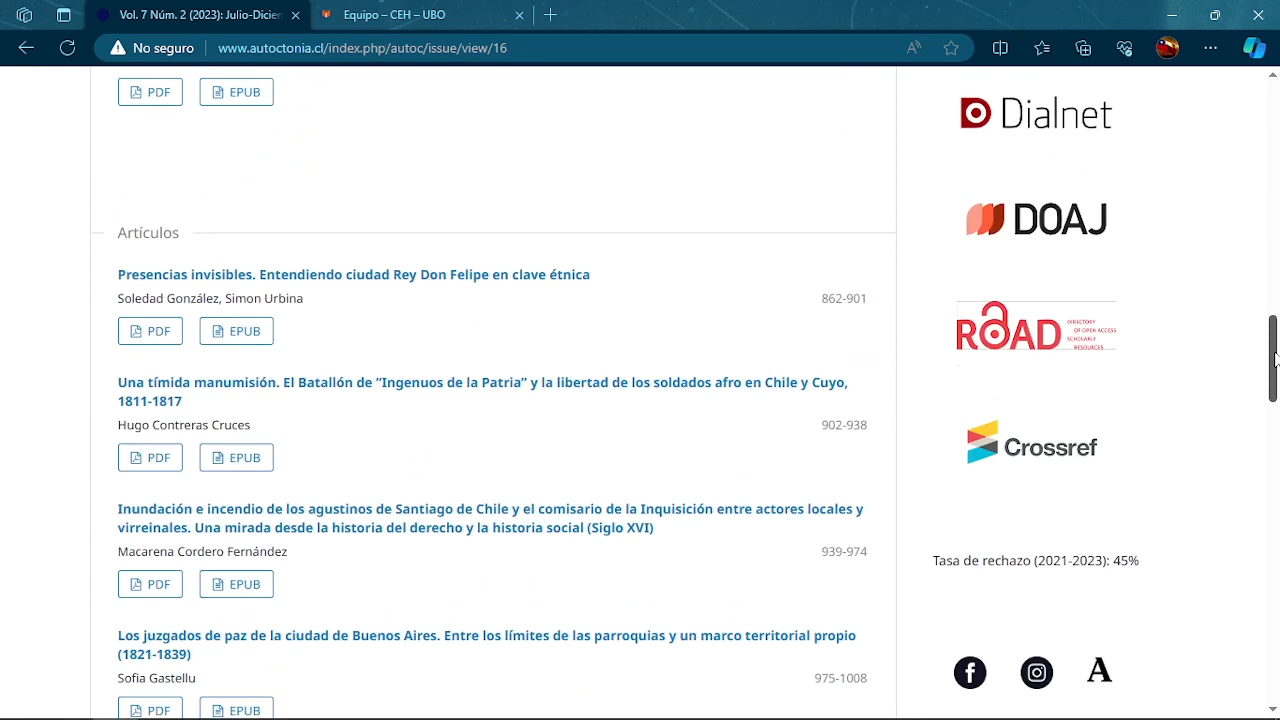 Vol. 7 Núm. 2 (2023): Julio-Dicien
Equipo – CEH – UBO
No seguro
www.autoctonia.cl/index.php/autoc/issue/view/16
PDF
EPUB
Artículos
Presencias invisibles. Entendiendo ciudad Rey Don Felipe en clave étnica
Soledad González, Simon Urbina
862-901
PDF
EPUB
Una tímida manumisión. El Batallón de ”Ingenuos de la Patria” y la libertad de los soldados afro en Chile y Cuyo,
1811-1817
Hugo Contreras Cruces
902-938
PDF
EPUB
Inundación e incendio de los agustinos de Santiago de Chile y el comisario de la Inquisición entre actores locales y
virreinales. Una mirada desde la historia del derecho y la historia social (Siglo XVI)
Macarena Cordero Fernández
939-974
PDF
EPUB
Los juzgados de paz de la ciudad de Buenos Aires. Entre los límites de las parroquias y un marco territorial propio
(1821-1839)
Sofia Gastellu
975-1008
PDF
EPUB
Dialnet
DOAJ
ROAD
DIRECTORY
OF OPEN ACCESS
SCHOLARLY
RESOURCES
Crossref
Tasa de rechazo (2021-2023): 45%
A